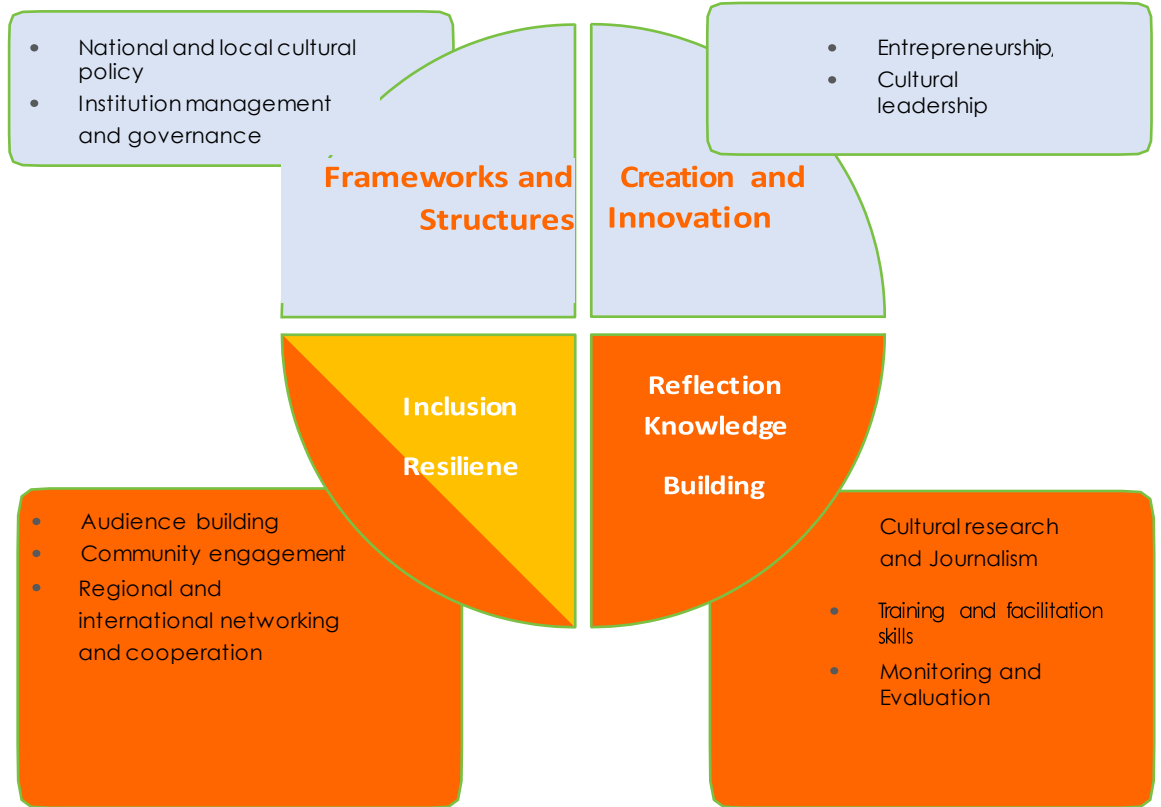 • National and local cultural
policy
• Institution management
and governance
• Entrepreneurship,
• Cultural
leadership
Frameworks and
Structures
Creation and
Innovation
Inclusion
Resiliene
Reflection
Knowledge
Building
• Audience building
• Community engagement
• Regional and
international networking
and cooperation
Cultural research
and Journalism
• Training and facilitation
skills
• Monitoring and
Evaluation